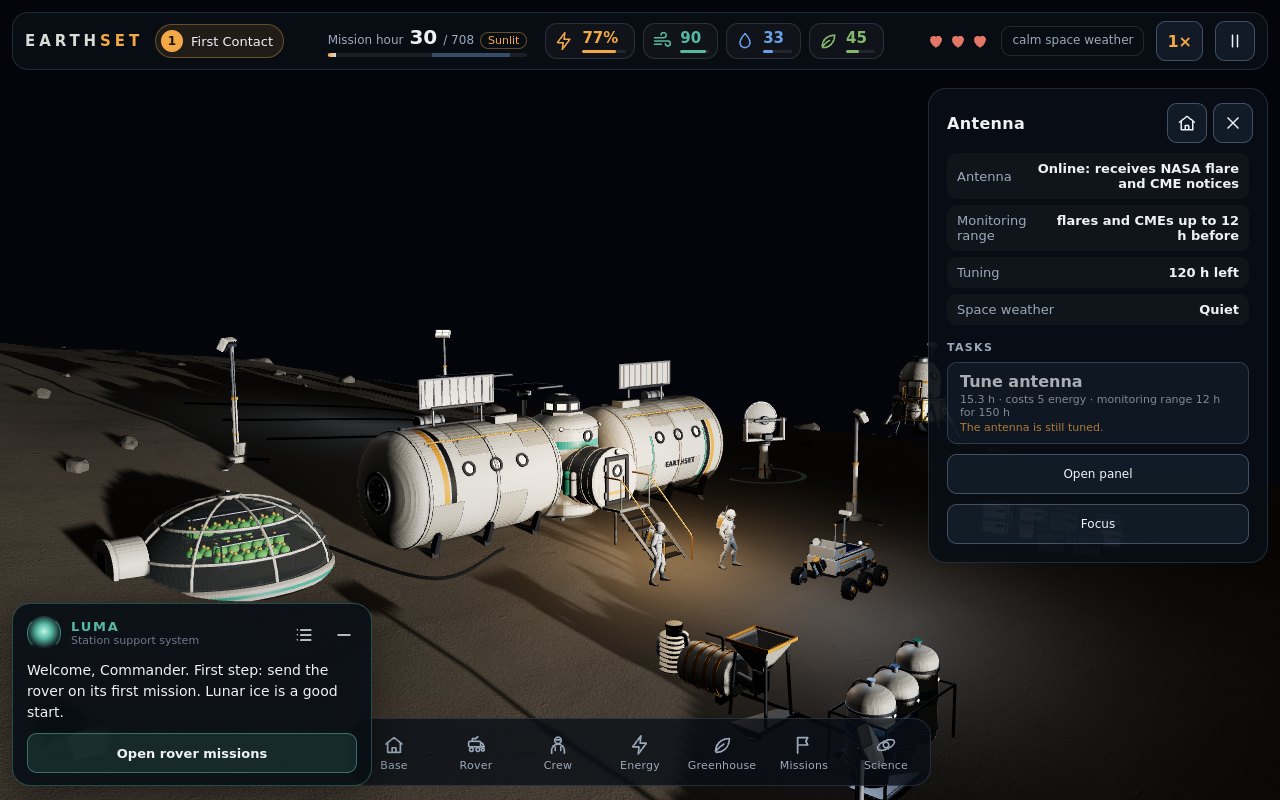 EARTHSET
1 First Contact
Mission hour 30 / 708 Sunlit
77%
90
33
45
calm space weather
1×
Antenna
Antenna
Online: receives NASA flare
and CME notices
Monitoring
range
flares and CMEs up to 12
h before
Tuning
120 h left
Space weather
Quiet
TASKS
Tune antenna
15.3 h · costs 5 energy · monitoring range 12 h
for 150 h
The antenna is still tuned.
Open panel
Focus
EARTHSET
LUMA
Station support system
Welcome, Commander. First step: send the
rover on its first mission. Lunar ice is a good
start.
Open rover missions
Base
Rover
Crew
Energy
Greenhouse
Missions
Science